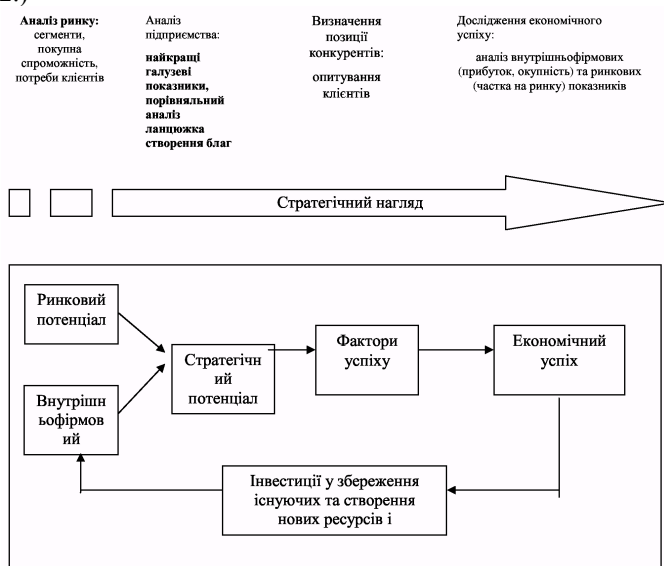 2.)
Аналіз ринку:
сегменти,
покупна
спроможність,
потреби клієнтів
Аналіз
підприємства:
найкращі
галузеві
показники,
порівняльний
аналіз
ланцюжка
створення благ
Визначення
позиції
конкурентів:
опитування
клієнтів
Дослідження економічного
успіху:
аналіз внутрішньофірмових
(прибуток, окупність) та ринкових
(частка на ринку) показників
Стратегічний нагляд
Ринковий
потенціал
Внутрішн
ьофірмов
ий
Стратегічн
ий
потенціал
Фактори
успіху
Економічний
успіх
Інвестиції у збереження
існуючих та створення
нових ресурсів і